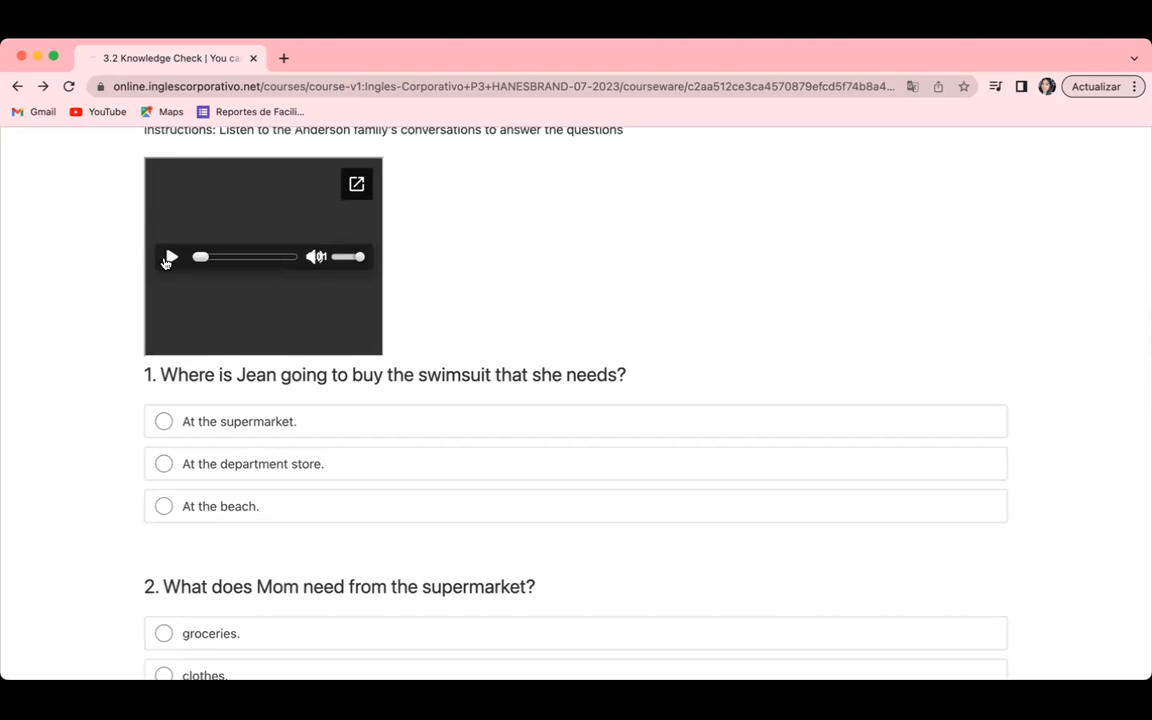 3.2 Knowledge Check | You ca
online.inglescorporativo.net/courses/course-v1:Ingles-Corporativo+P3+HANESBRAND-07-2023/courseware/c2aa512ce3ca4570879efcd5f74b8a4...
Actualizar
Gmail YouTube Maps Reportes de Facili...
Instructions: Listen to the Anderson family's conversations to answer the questions
1. Where is Jean going to buy the swimsuit that she needs?
At the supermarket.
At the department store.
At the beach.
2. What does Mom need from the supermarket?
groceries.
clothes.